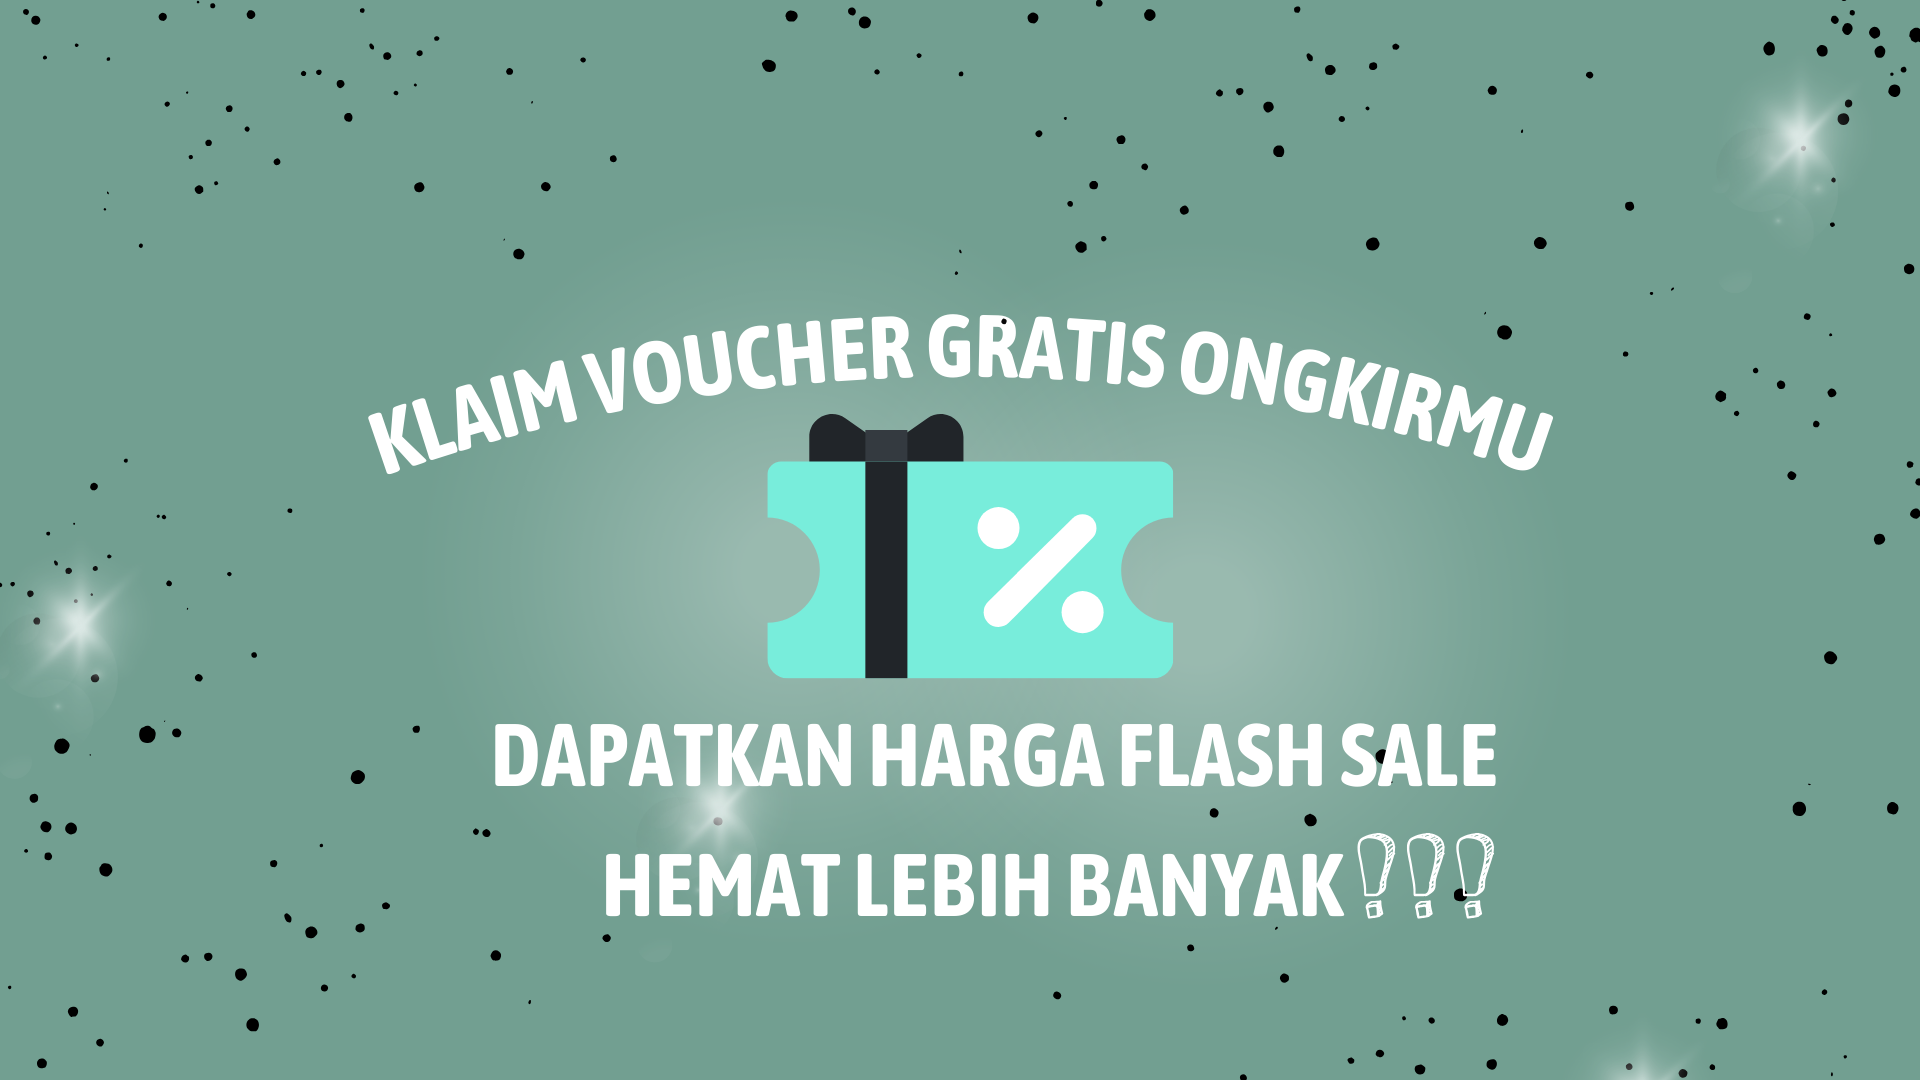 KLAIM VOUCHER GRATIS ONGKIRMU
%
DAPATKAN HARGA FLASH SALE
HEMAT LEBIH BANYAK!!!